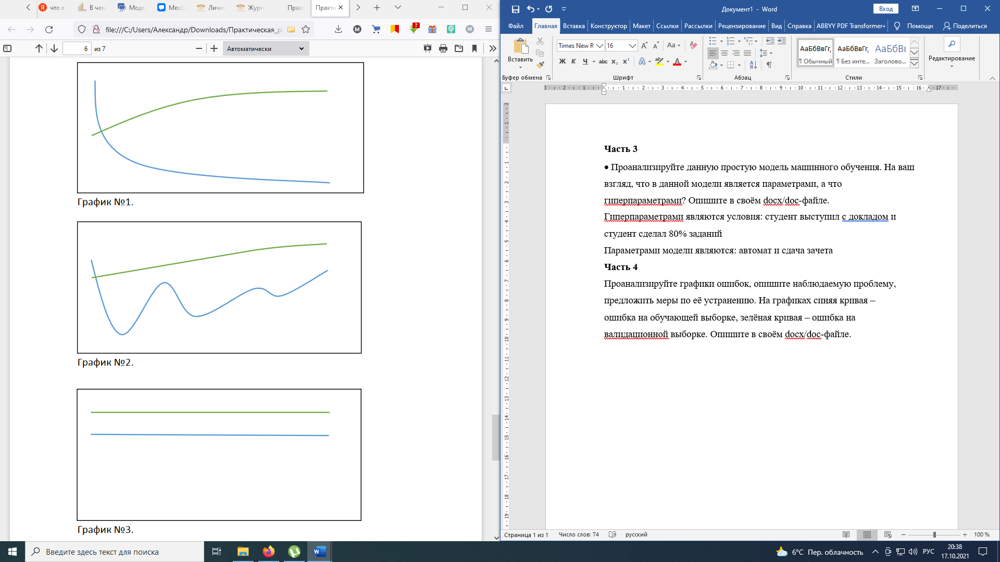 что в
В чем
Моде
Месс
Личн
Журн
Практ
Практи
file:///C:/Users/Александр/Downloads/Практическая_р
6 из 7
Автоматически
График №1.
График №2.
График №3.
Документ1 - Word
Вход
Файл Главная Вставка Конструктор Макет Ссылки Рассылки Рецензирование Вид Справка ABBYY PDF Transformer+ Помощн Поделиться
Вставить
Буфер обмена
Times New R 16
Ж К Ч abc x₂ x²
Шрифт
Абзац
АаБбВвГг, АаБбВвГг, АаБбВв
¶ Обычный ¶ Без инте... Заголово...
Стили
Редактирование
Часть 3
• Проанализируйте данную простую модель машинного обучения. На ваш
взгляд, что в данной модели является параметрами, а что
гиперпараметрами? Опишите в своём docx/doc-файле.
Гиперпараметрами являются условия: студент выступил с докладом и
студент сделал 80% заданий
Параметрами модели являются: автомат и сдача зачета
Часть 4
Проанализируйте графики ошибок, опишите наблюдаемую проблему,
предложить меры по её устранению. На графиках синяя кривая –
ошибка на обучающей выборке, зелёная кривая – ошибка на
валидационной выборке. Опишите в своём docx/doc-файле.
Страница 1 из 1 Число слов: 74 русский
100 %
Введите здесь текст для поиска
6°C Пер. облачность
РУС
20:38
17.10.2021